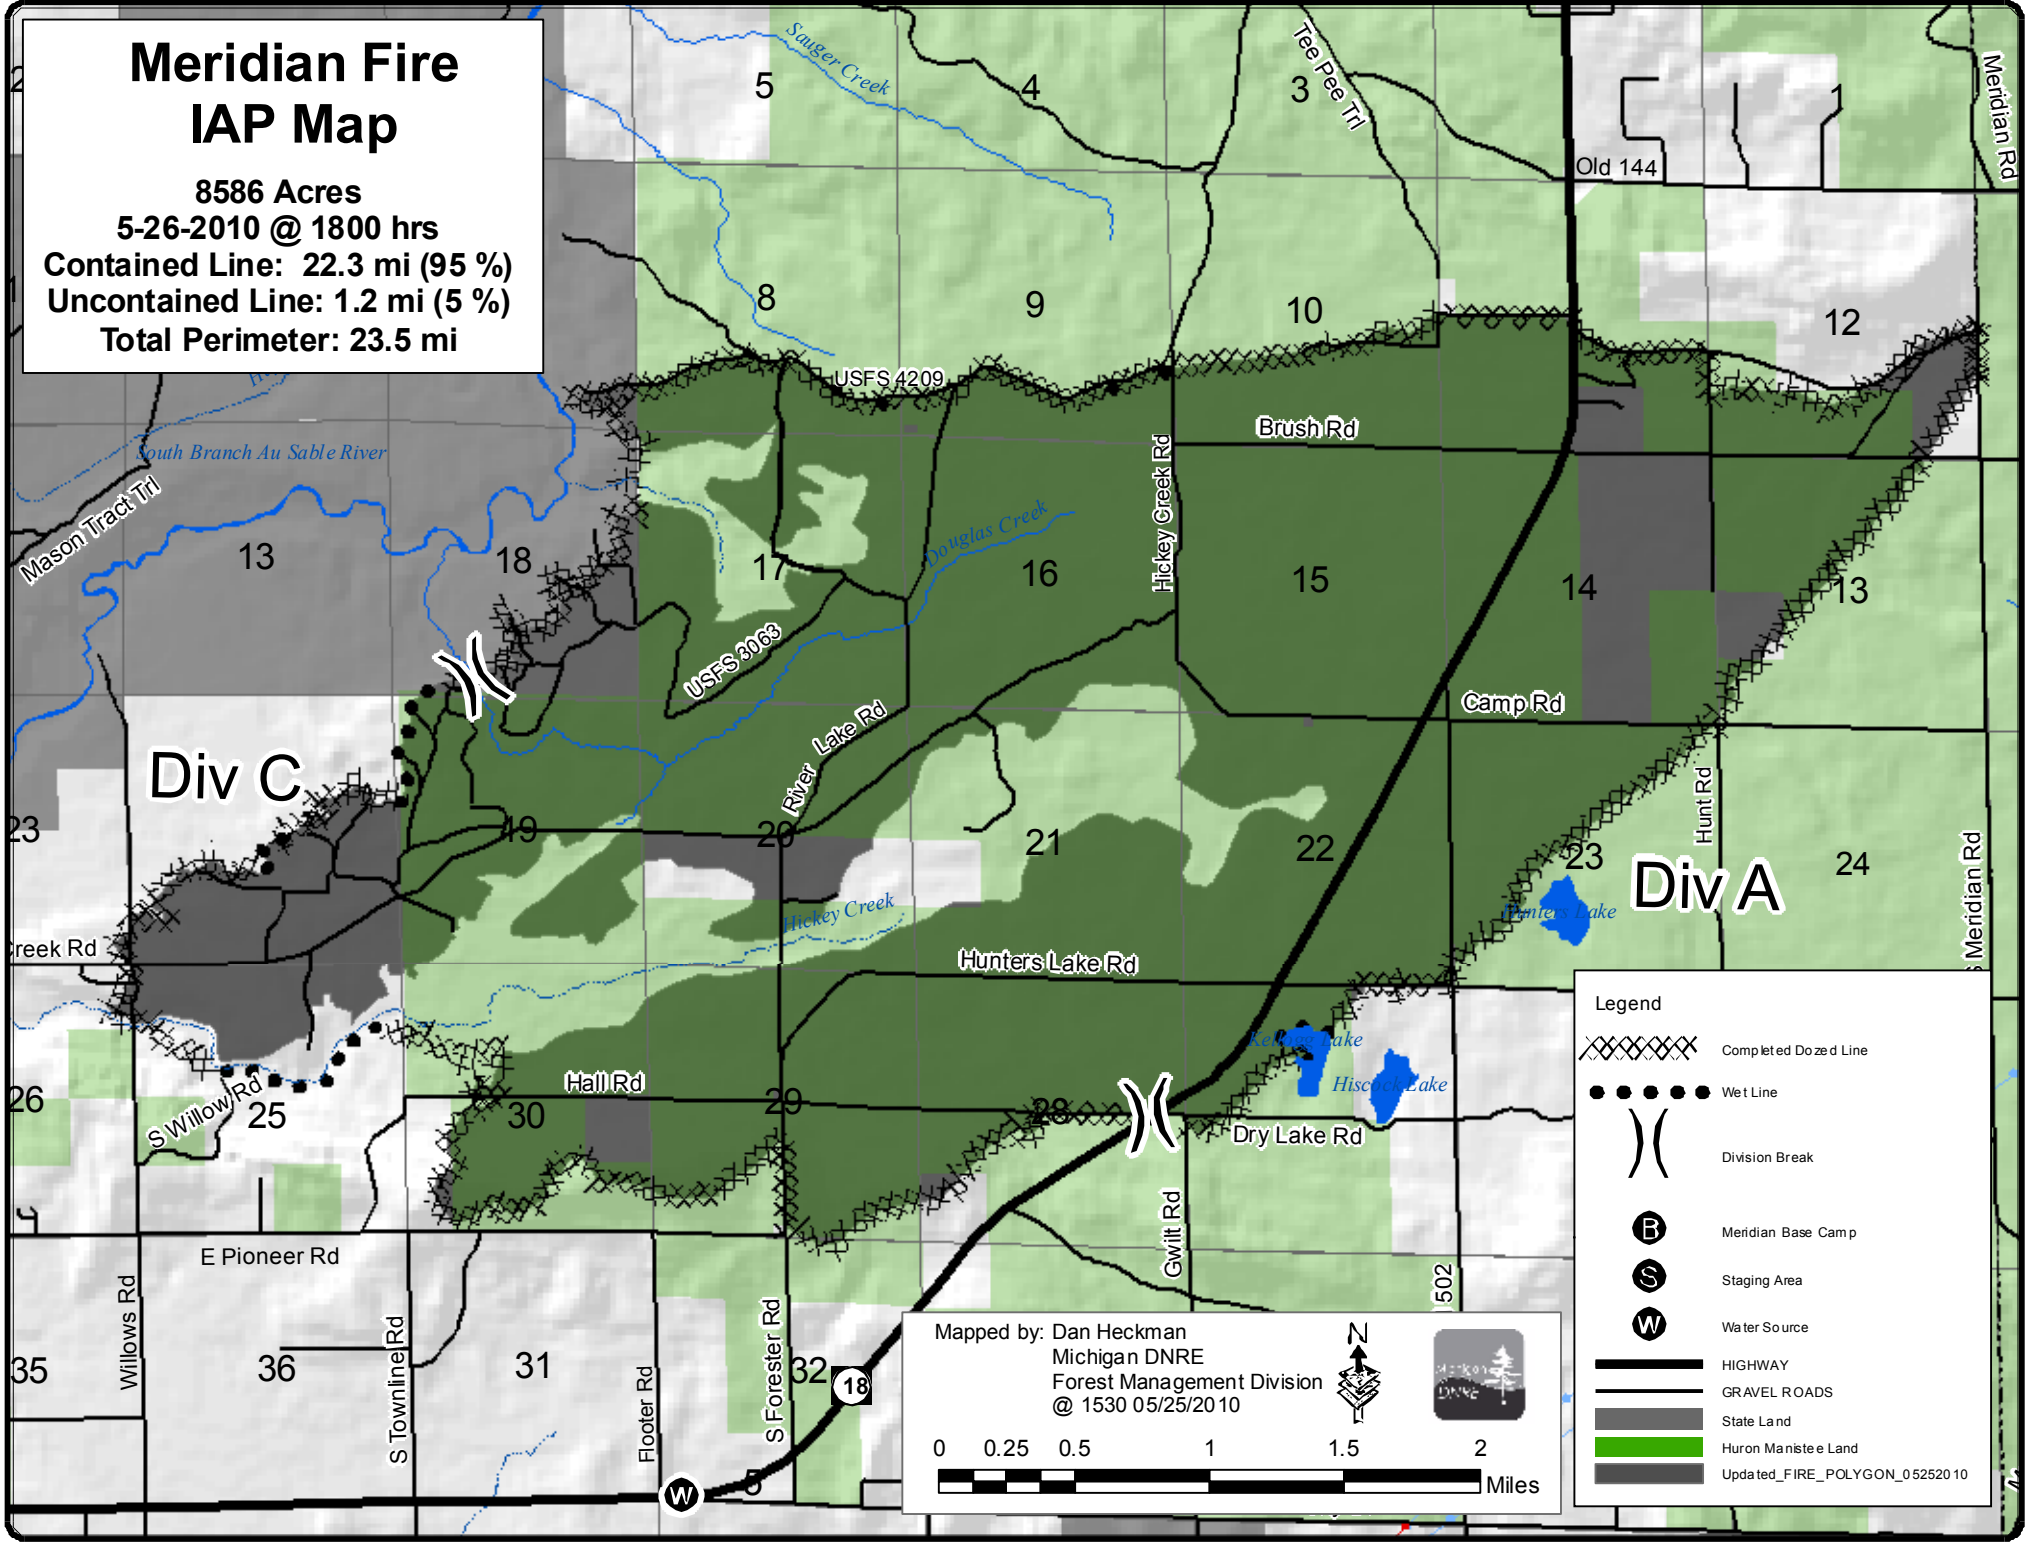 Meridian Fire
IAP Map
8586 Acres
5-26-2010 @ 1800 hrs
Contained Line: 22.3 mi (95 %)
Uncontained Line: 1.2 mi (5 %)
Total Perimeter: 23.5 mi
5
Sauger Creek
4
3
Tee Pee Trl
1
Meridian Rd
Old 144
8
9
10
12
USFS 4209
Brush Rd
South Branch Au Sable River
Mason Tract Trl
Hickey Creek Rd
Douglas Creek
13
18
17
16
15
14
13
USFS 3063
Lake Rd
River
Camp Rd
Div C
Hunt Rd
23
19
20
21
22
23
24
Div A
Hunters Lake
S Meridian Rd
Hickey Creek
Creek Rd
Hunters Lake Rd
Kellogg Lake
Hiscock Lake
Hall Rd
26
S Willow Rd
25
30
29
28
Dry Lake Rd
Gwilt Rd
E Pioneer Rd
Willows Rd
S Townline Rd
Flooter Rd
S Forester Rd
502
35
36
31
32
18
5
W
Mapped by: Dan Heckman
Michigan DNRE
Forest Management Division
@ 1530 05/25/2010
N
Michigan
DNRE
0 0.25 0.5 1 1.5 2
Miles
Legend
Completed Dozed Line
Wet Line
Division Break
B Meridian Base Camp
S Staging Area
W Water Source
HIGHWAY
GRAVEL ROADS
State Land
Huron Manistee Land
Updated_FIRE_POLYGON_05252010